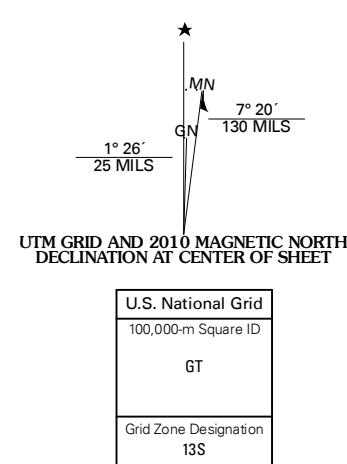 MN
GN
7° 20´
130 MILS
1° 26´
25 MILS
UTM GRID AND 2010 MAGNETIC NORTH
DECLINATION AT CENTER OF SHEET
U.S. National Grid
100,000-m Square ID
GT
Grid Zone Designation
13S